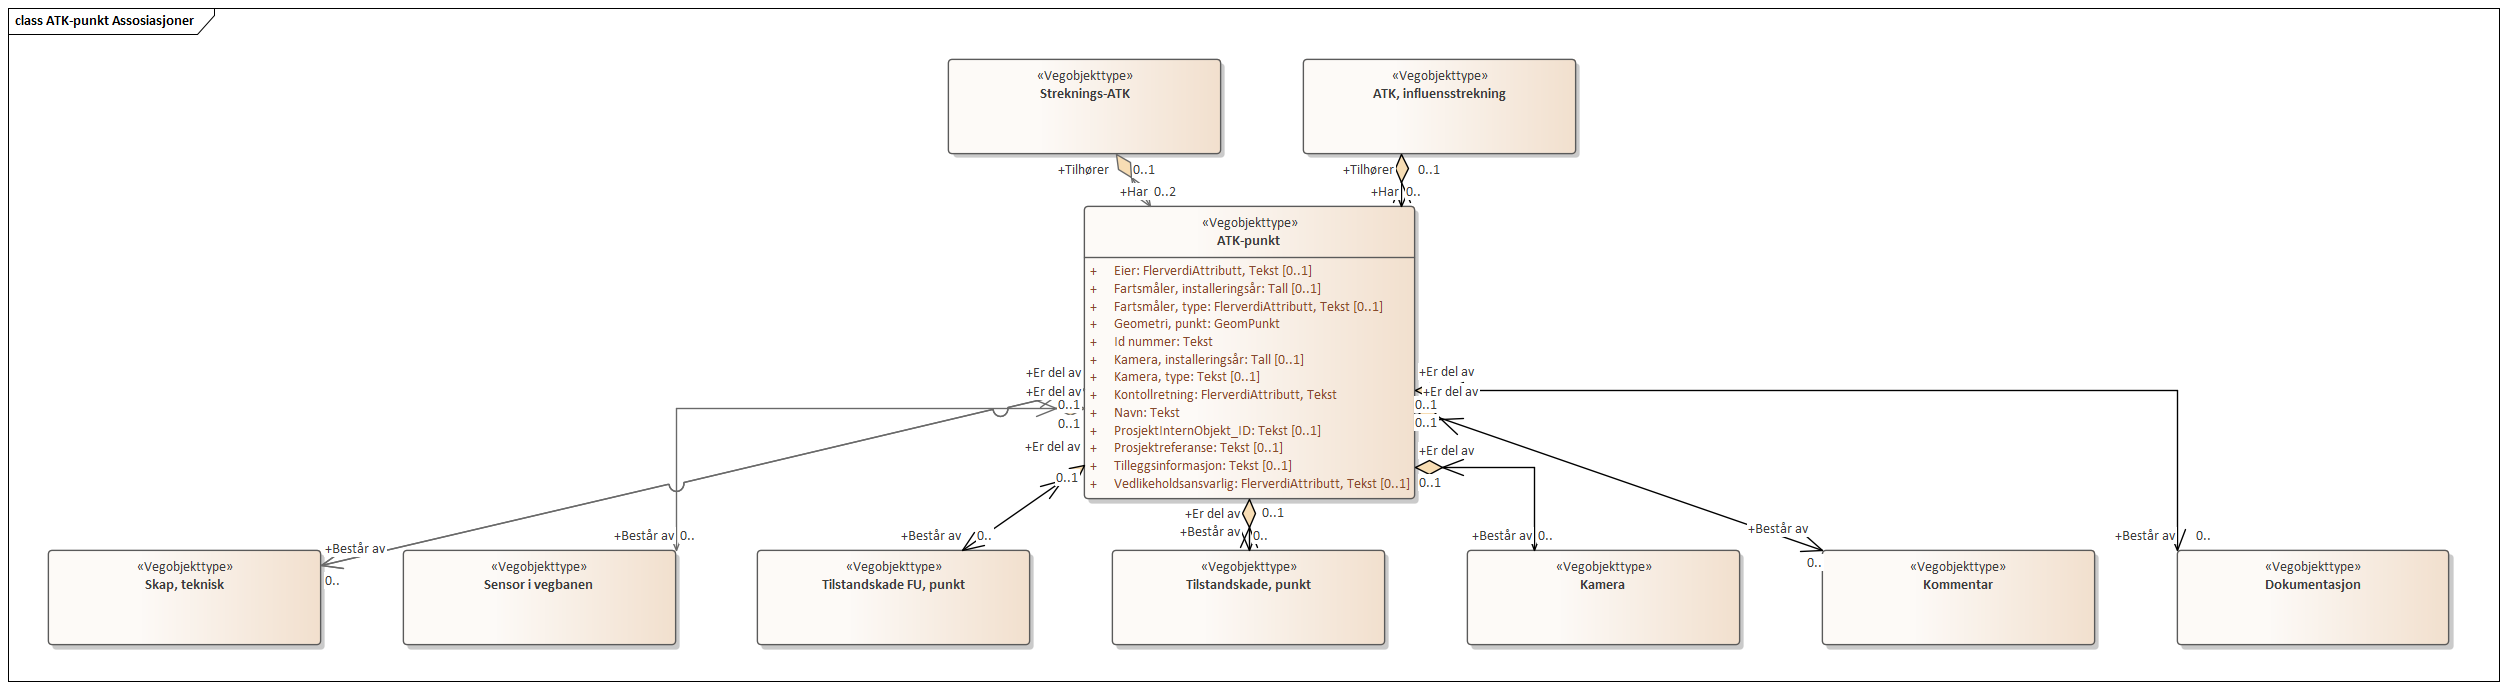 class ATK-punkt Assosiasjoner
«Vegobjekttype»
Streknings-ATK
«Vegobjekttype»
ATK, influensstrekning
+Tilhører
0..1
+Har 0..2
+Tilhører
0..1
+Har 0..
«Vegobjekttype»
ATK-punkt
+ Eier: FlerverdiAttributt, Tekst [0..1]
+ Fartsmåler, installeringsår: Tall [0..1]
+ Fartsmåler, type: FlerverdiAttributt, Tekst [0..1]
+ Geometri, punkt: GeomPunkt
+ Id nummer: Tekst
+ Kamera, installeringsår: Tall [0..1]
+ Kamera, type: Tekst [0..1]
+ Kontollretning: FlerverdiAttributt, Tekst
+ Navn: Tekst
+ ProsjektInternObjekt_ID: Tekst [0..1]
+ Prosjektreferanse: Tekst [0..1]
+ Tilleggsinformasjon: Tekst [0..1]
+ Vedlikeholdsansvarlig: FlerverdiAttributt, Tekst [0..1]
+Er del av
+Er del av
0..1
0..1
+Er del av
0..1
+Er del av
+Er del av
0..1
0..1
+Er del av
0..1
+Er del av
0..1
+Består av
0..
+Består av
0..
+Består av 0..
+Består av
0..
+Består av 0..
+Består av
0..
+Består av
0..
«Vegobjekttype»
Skap, teknisk
«Vegobjekttype»
Sensor i vegbanen
«Vegobjekttype»
Tilstandskade FU, punkt
«Vegobjekttype»
Tilstandskade, punkt
«Vegobjekttype»
Kamera
«Vegobjekttype»
Kommentar
«Vegobjekttype»
Dokumentasjon